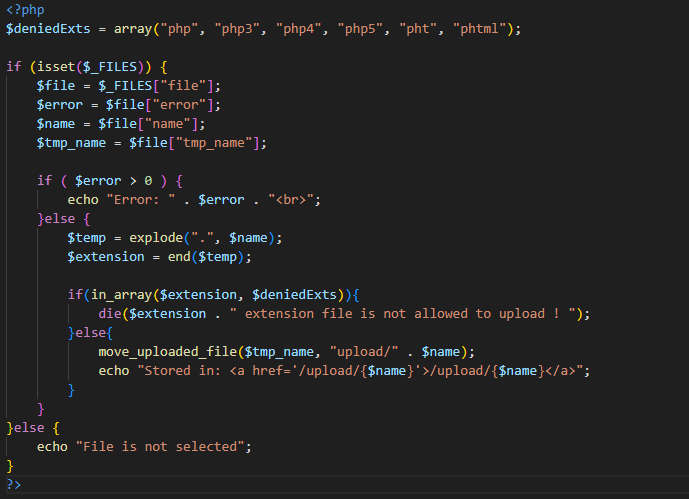 <?php
$deniedExts = array("php", "php3", "php4", "php5", "pht", "phtml");

if (isset($_FILES)) {
    $file = $_FILES["file"];
    $error = $file["error"];
    $name = $file["name"];
    $tmp_name = $file["tmp_name"];

    if ( $error > 0 ) {
        echo "Error: " . $error . "<br>";
    }else {
        $temp = explode(".", $name);
        $extension = end($temp);

        if(in_array($extension, $deniedExts)){
            die($extension . " extension file is not allowed to upload ! ");
        }else{
            move_uploaded_file($tmp_name, "upload/" . $name);
            echo "Stored in: <a href='/upload/{$name}'>/upload/{$name}</a>";
        }
    }
}else {
    echo "File is not selected";
}
?>